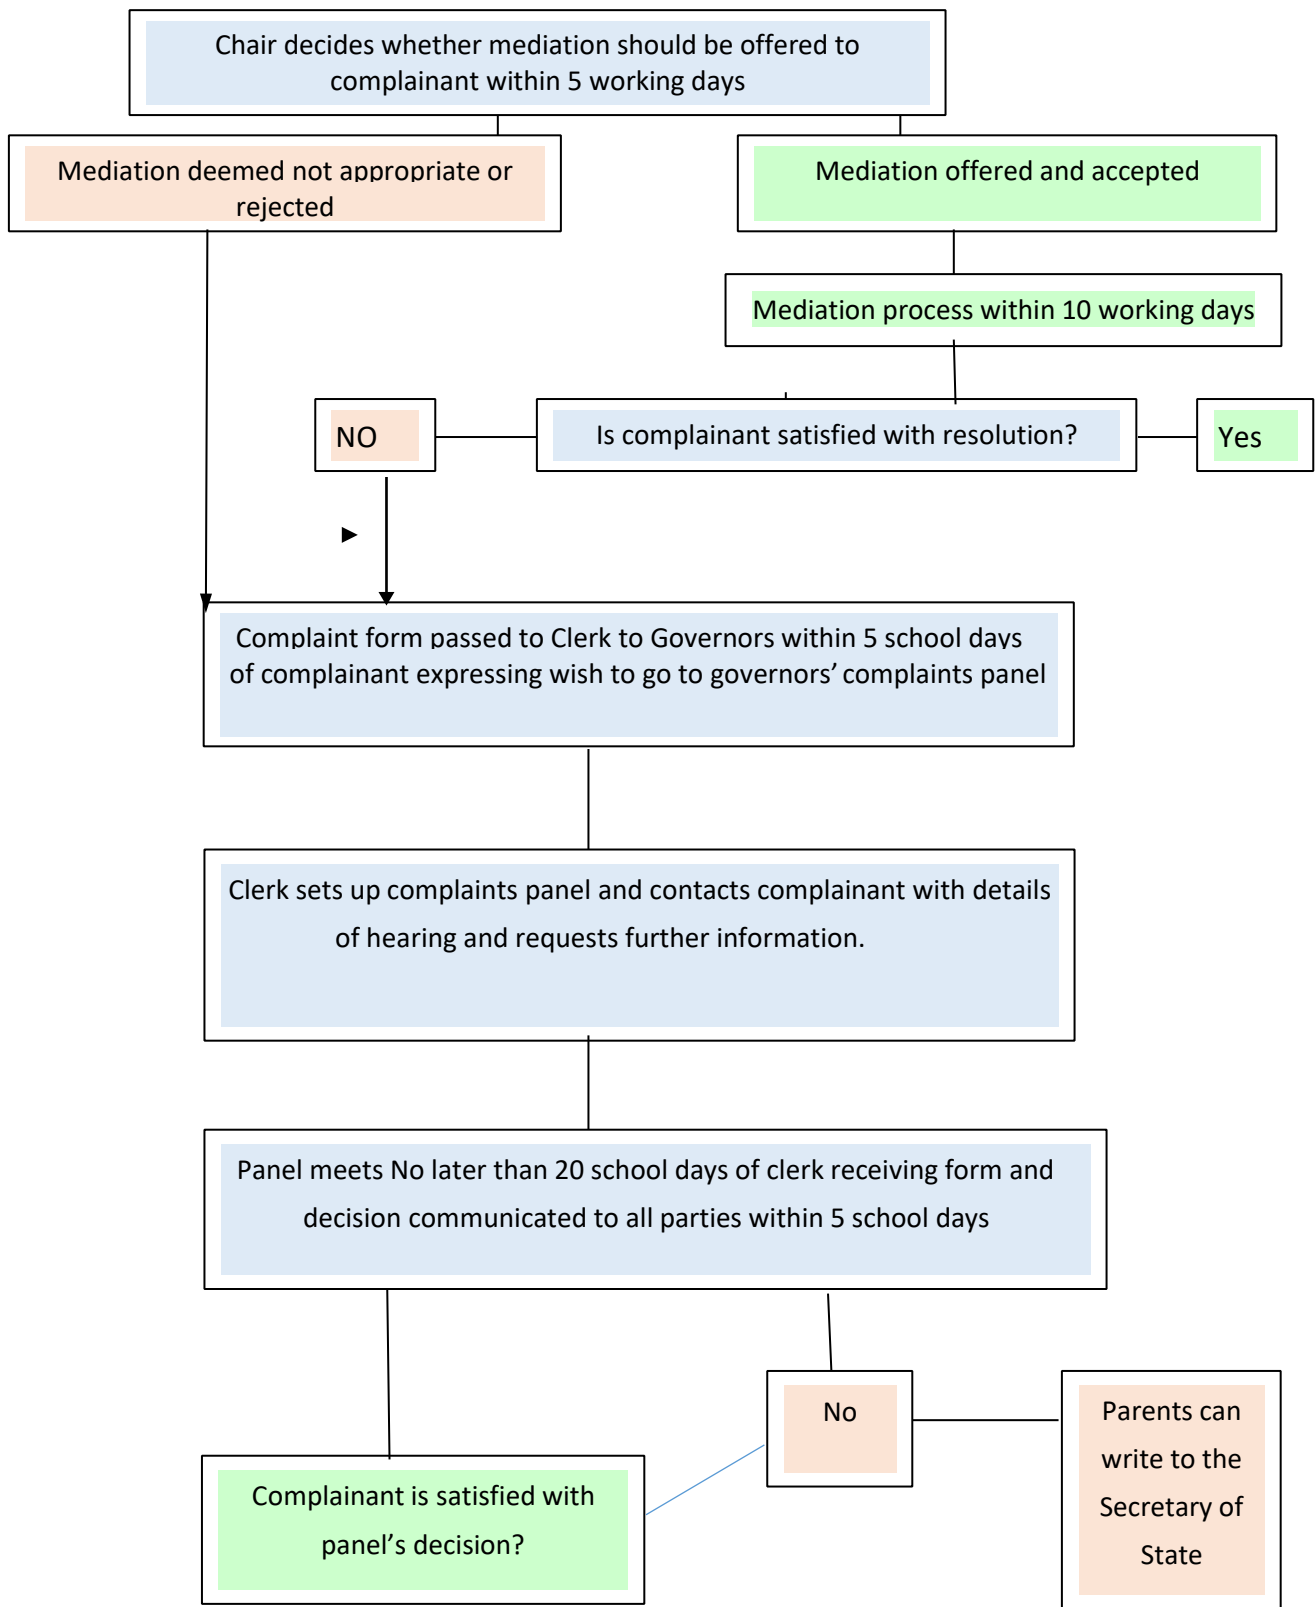 Chair decides whether mediation should be offered to
complainant within 5 working days
Mediation deemed not appropriate or
rejected
Mediation offered and accepted
Mediation process within 10 working days
NO
Is complainant satisfied with resolution?
Yes
Complaint form passed to Clerk to Governors within 5 school days
of complainant expressing wish to go to governors’ complaints panel
Clerk sets up complaints panel and contacts complainant with details
of hearing and requests further information.
Panel meets No later than 20 school days of clerk receiving form and
decision communicated to all parties within 5 school days
No
Parents can
write to the
Secretary of
State
Complainant is satisfied with
panel’s decision?